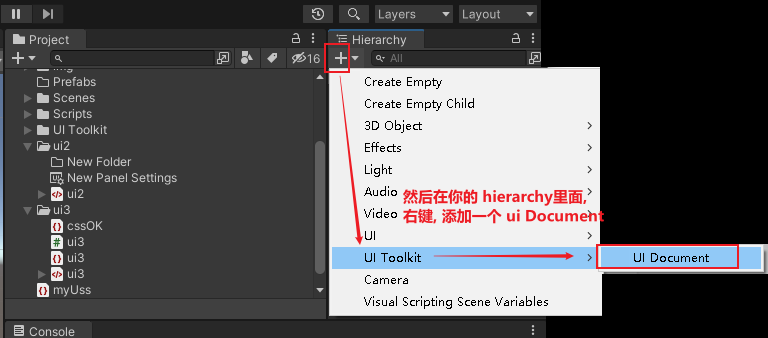 Layers
Layout
Project
Hierarchy
16
All
Prefabs
Scenes
Scripts
UI Toolkit
ui2
New Folder
New Panel Settings
ui2
ui3
cssOK
ui3
ui3
ui3
myUss
Console
Create Empty
Create Empty Child
3D Object
Effects
Light
Audio
Video
UI
UI Toolkit
Camera
Visual Scripting Scene Variables
然后在你的 hierarchy里面,
右键, 添加一个 ui Document
UI Document